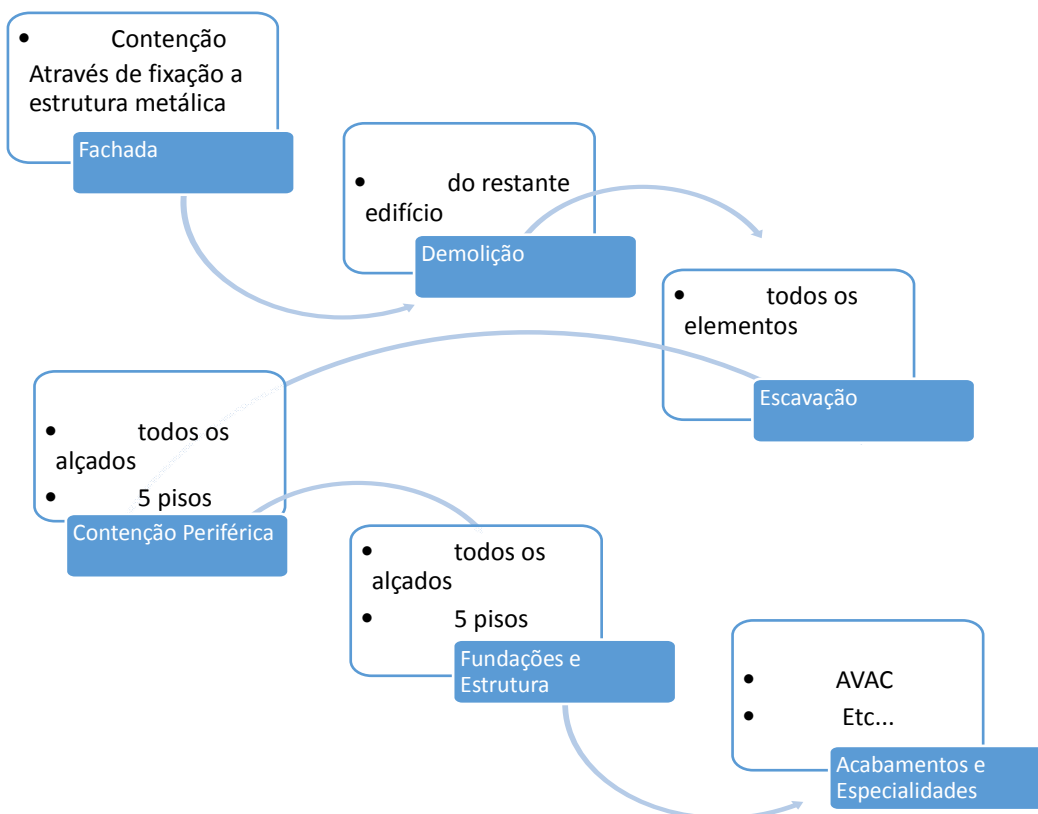 • Contenção
Através de fixação a
estrutura metálica
Fachada
• do restante
edifício
Demolição
• todos os
elementos
Escavação
• todos os
alçados
• 5 pisos
Contenção Periférica
• todos os
alçados
• 5 pisos
Fundações e
Estrutura
• AVAC
• Etc...
Acabamentos e
Especialidades